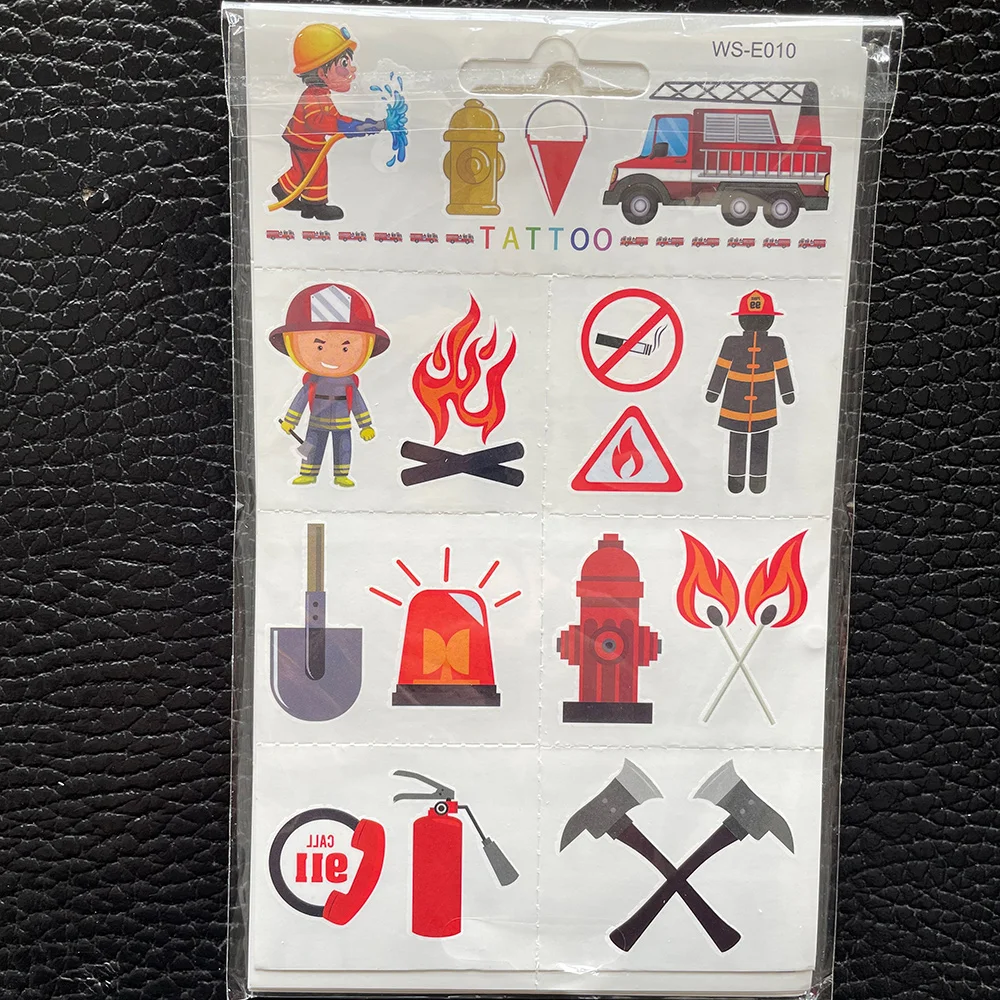 WS-E010
TATTOO
CALL
911